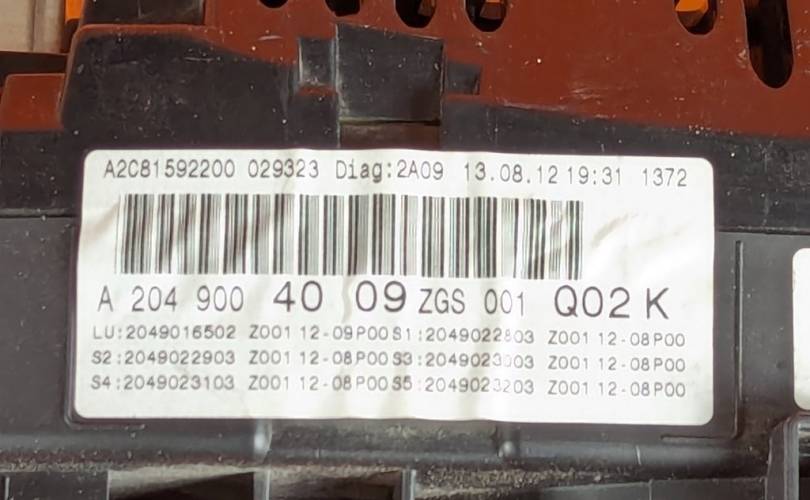 A2C81592200 029323 Diag:2A09 13.08.12 19:31 1372
A 204 900 40 09 ZGS 001 Q02 K
LU:2049016502 Z001 12-09P00 S1:2049022803 Z001 12-08P00
S2:2049022903 Z001 12-08P00 S3:2049023003 Z001 12-08P00
S4:2049023103 Z001 12-08P00 S5:2049023203 Z001 12-08P00